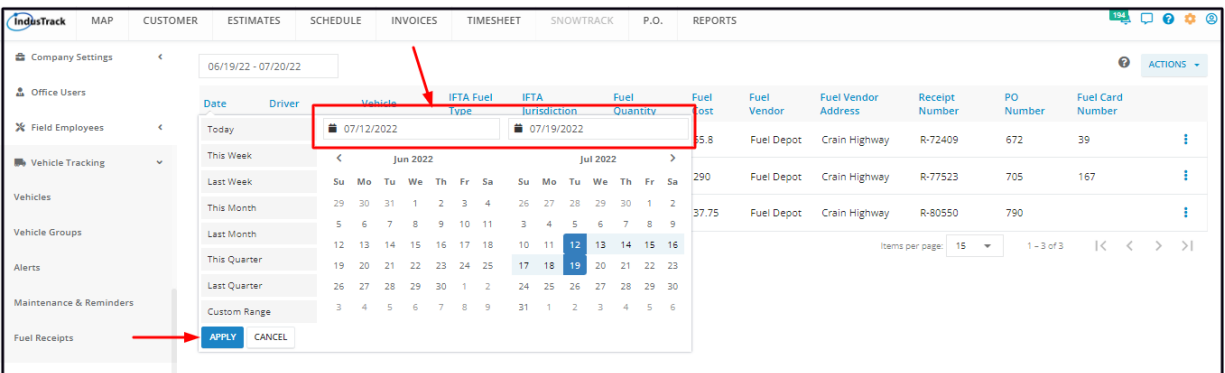 IndusTrack MAP CUSTOMER ESTIMATES SCHEDULE INVOICES TIMESHEET SNOWTRACK P.O. REPORTS 194
Company Settings
Office Users
Field Employees
Vehicle Tracking
Vehicles
Vehicle Groups
Alerts
Maintenance & Reminders
Fuel Receipts
06/19/22 - 07/20/22 ACTIONS
Date Driver Vehicle IFTA Fuel Type IFTA Jurisdiction Fuel Quantity Fuel Cost Fuel Vendor Fuel Vendor Address Receipt Number PO Number Fuel Card Number
Today
This Week
Last Week
This Month
Last Month
This Quarter
Last Quarter
Custom Range
APPLY CANCEL
07/12/2022 07/19/2022
Jun 2022
Su Mo Tu We Th Fr Sa
29 30 31 1 2 3 4
5 6 7 8 9 10 11
12 13 14 15 16 17 18
19 20 21 22 23 24 25
26 27 28 29 30 1 2
3 4 5 6 7 8 9
Jul 2022
Su Mo Tu We Th Fr Sa
26 27 28 29 30 1 2
3 4 5 6 7 8 9
10 11 12 13 14 15 16
17 18 19 20 21 22 23
24 25 26 27 28 29 30
31 1 2 3 4 5 6
Fuel Depot Crain Highway R-72409 672 39
290 Fuel Depot Crain Highway R-77523 705 167
37.75 Fuel Depot Crain Highway R-80550 790
Items per page: 15 1 – 3 of 3